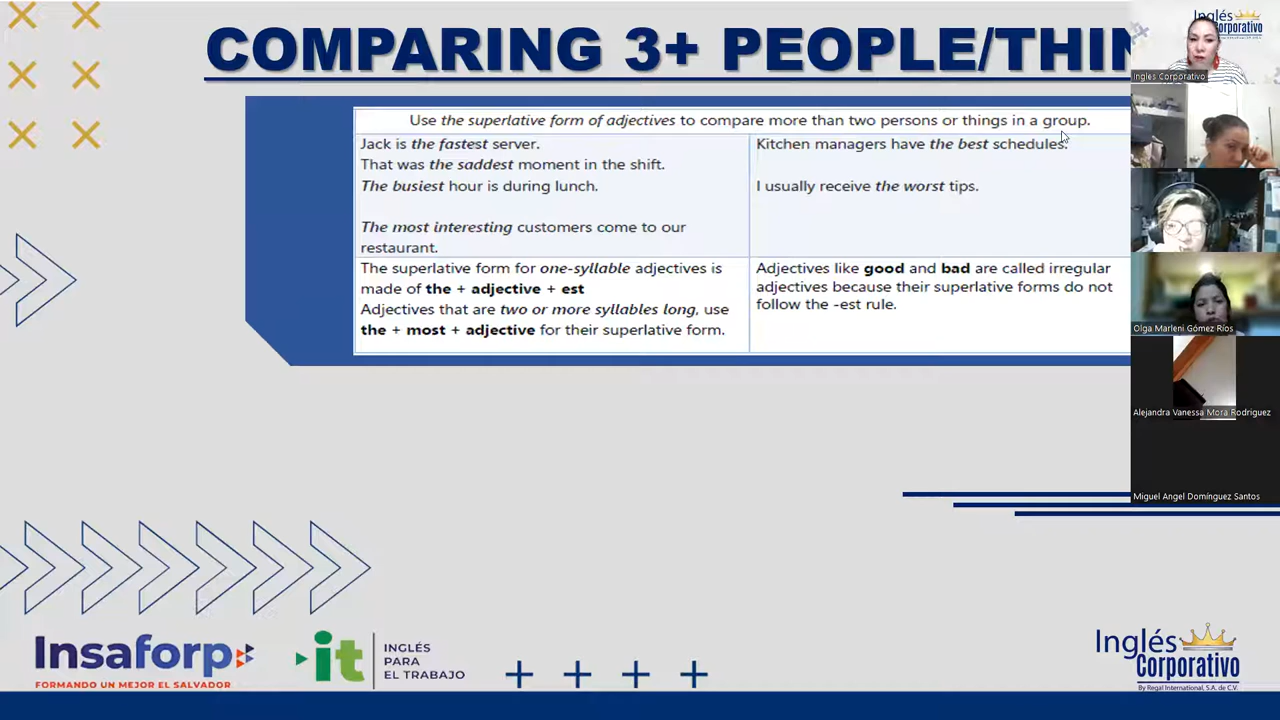 COMPARING 3+ PEOPLE/THIN
Use the superlative form of adjectives to compare more than two persons or things in a group.
Jack is the fastest server.
That was the saddest moment in the shift.
The busiest hour is during lunch.
The most interesting customers come to our
restaurant.
Kitchen managers have the best schedules.
I usually receive the worst tips.
The superlative form for one-syllable adjectives is
made of the + adjective + est
Adjectives that are two or more syllables long, use
the + most + adjective for their superlative form.
Adjectives like good and bad are called irregular
adjectives because their superlative forms do not
follow the -est rule.
Inglés
Corporativo
Ingles Corporativo
Olga Marleni Gómez Ríos
Alejandra Vanessa Mora Rodriguez
Miguel Angel Domínguez Santos
Insaforp
FORMANDO UN MEJOR EL SALVADOR
it
INGLÉS
PARA
EL TRABAJO
Inglés
Corporativo
By Regal International, S.A. de C.V.